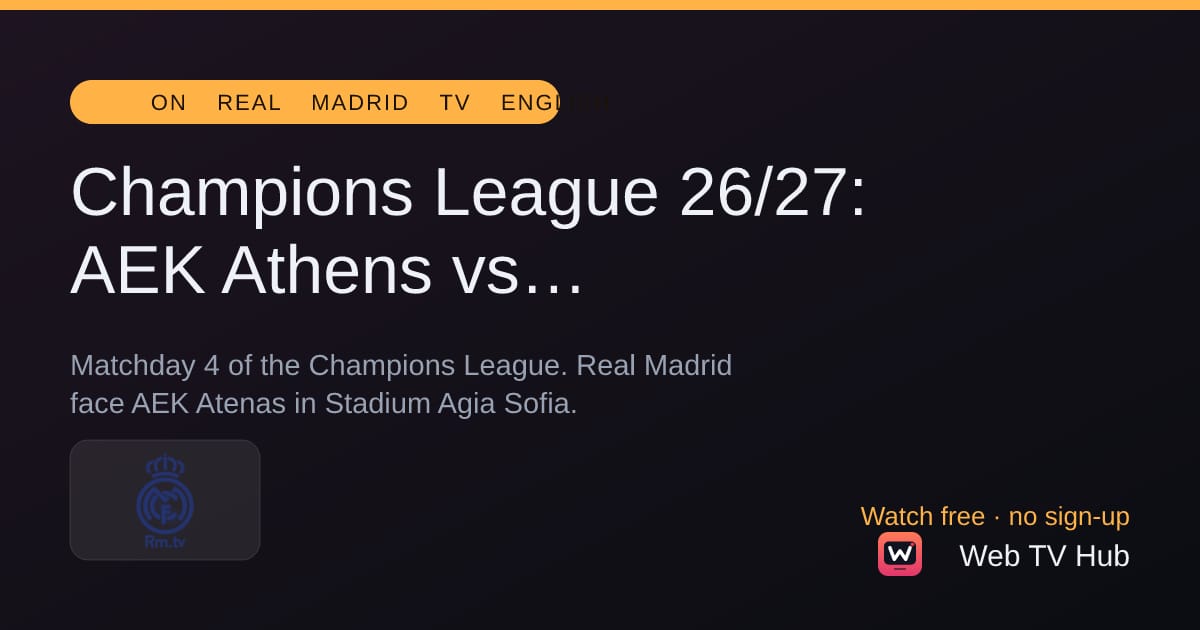 ON REAL MADRID TV ENGLISH
Champions League 26/27:
AEK Athens vs…
Matchday 4 of the Champions League. Real Madrid
face AEK Atenas in Stadium Agia Sofia.
Rm.tv
Watch free · no sign-up
W
Web TV Hub